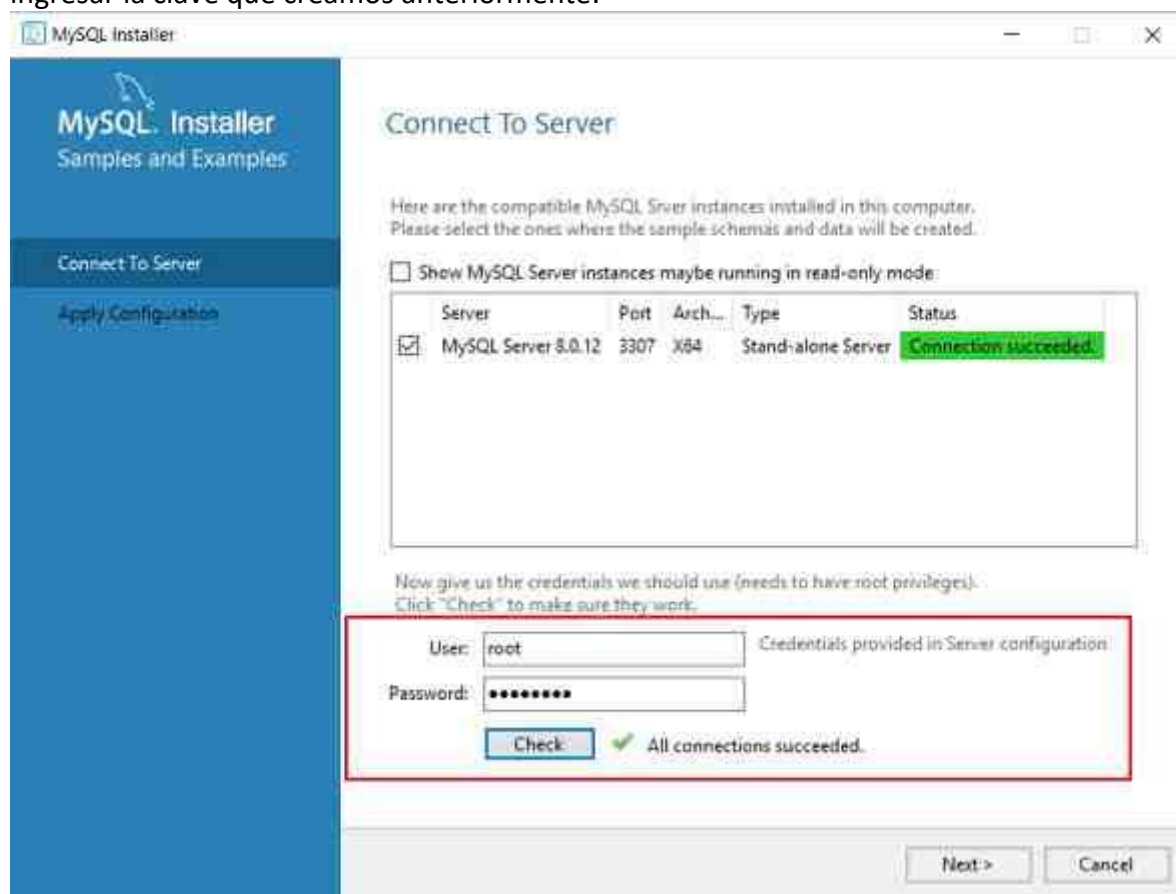 ingresar la clave que creamos anteriormente.
MySQL Installer
MySQL. Installer
Samples and Examples
Connect To Server
Apply Configuration
Connect To Server
Here are the compatible MySQL Srver instances installed in this computer.
Please select the ones where the sample schemas and data will be created.
Show MySQL Server instances maybe running in read-only mode
Server Port Arch... Type Status
MySQL Server 8.0.12 3307 X64 Stand-alone Server Connection succeeded.
Now give us the credentials we should use (needs to have root privileges).
Click "Check" to make sure they work.
User: root Credentials provided in Server configuration
Password: ●●●●●●●●
Check All connections succeeded.
Next > Cancel